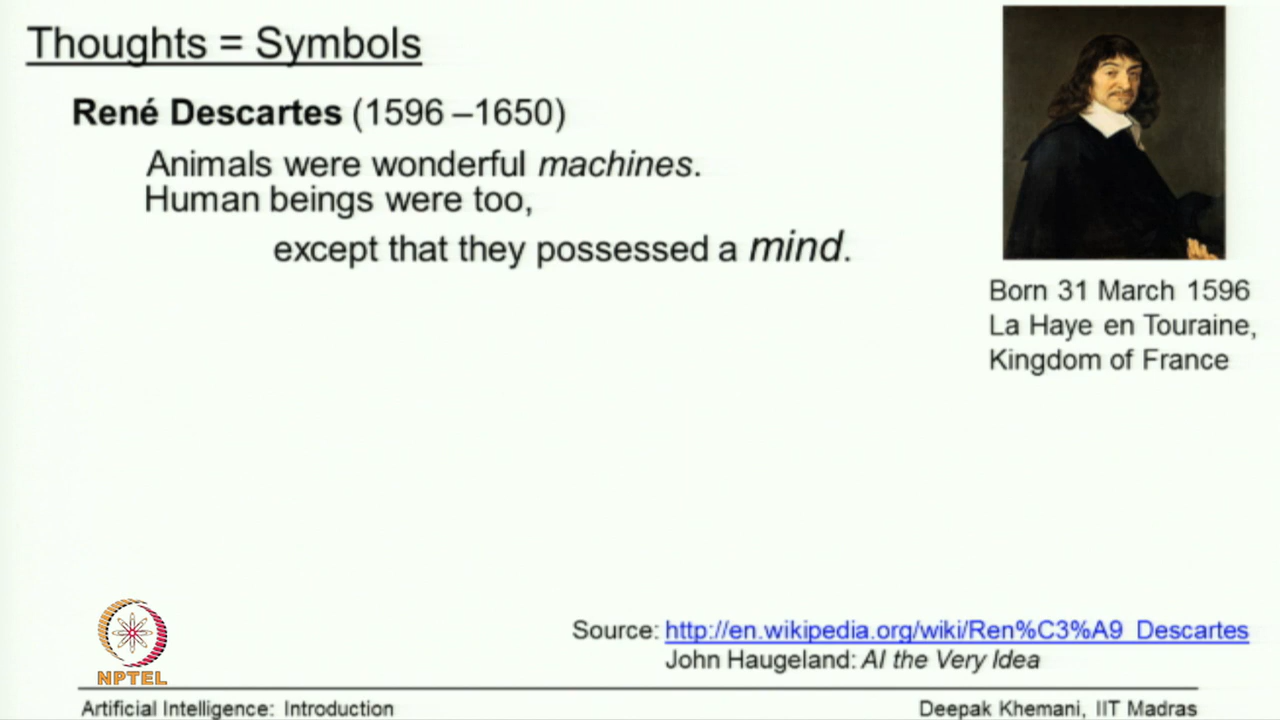 Thoughts = Symbols
René Descartes (1596 –1650)
Animals were wonderful machines.
Human beings were too,
except that they possessed a mind.
Born 31 March 1596
La Haye en Touraine,
Kingdom of France
Source: http://en.wikipedia.org/wiki/Ren%C3%A9_Descartes
John Haugeland: AI the Very Idea
NPTEL
Artificial Intelligence: Introduction
Deepak Khemani, IIT Madras